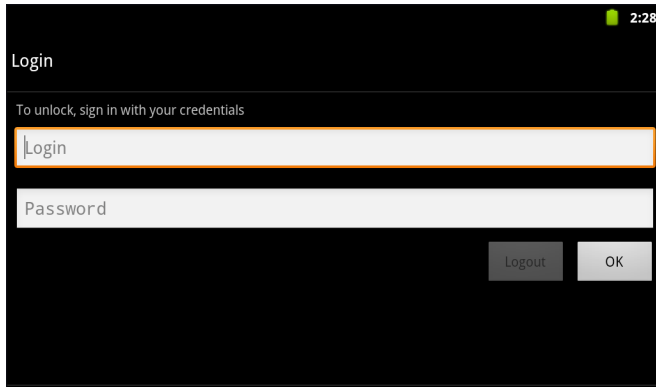 2:28
Login
To unlock, sign in with your credentials
Login
Password
Logout OK